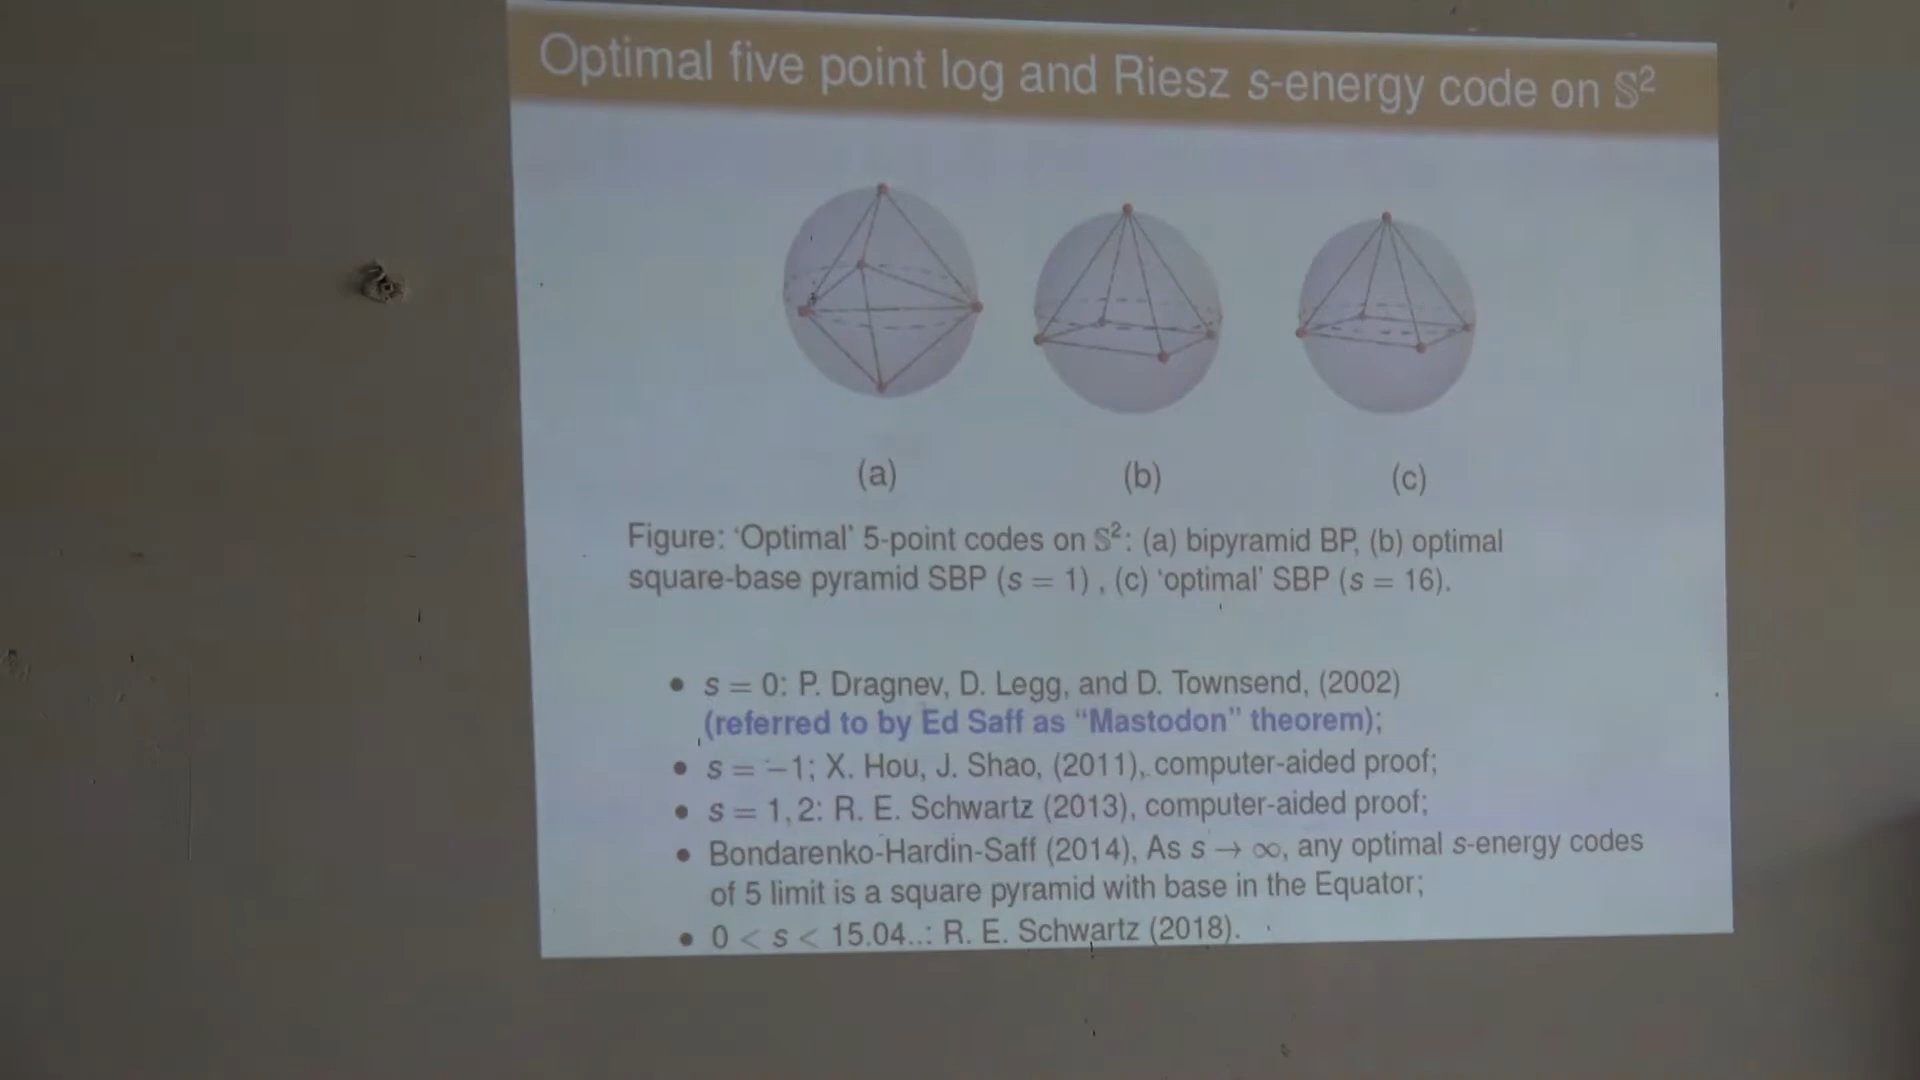 Optimal five point log and Riesz s-energy code on 𝕊²
(a) (b) (c)
Figure: 'Optimal' 5-point codes on 𝕊²: (a) bipyramid BP, (b) optimal
square-base pyramid SBP (s = 1) , (c) 'optimal' SBP (s = 16).
• s = 0: P. Dragnev, D. Legg, and D. Townsend, (2002)
(referred to by Ed Saff as "Mastodon" theorem);
• s = −1; X. Hou, J. Shao, (2011), computer-aided proof;
• s = 1, 2: R. E. Schwartz (2013), computer-aided proof;
• Bondarenko-Hardin-Saff (2014), As s → ∞, any optimal s-energy codes
of 5 limit is a square pyramid with base in the Equator;
• 0 < s < 15.04..: R. E. Schwartz (2018).